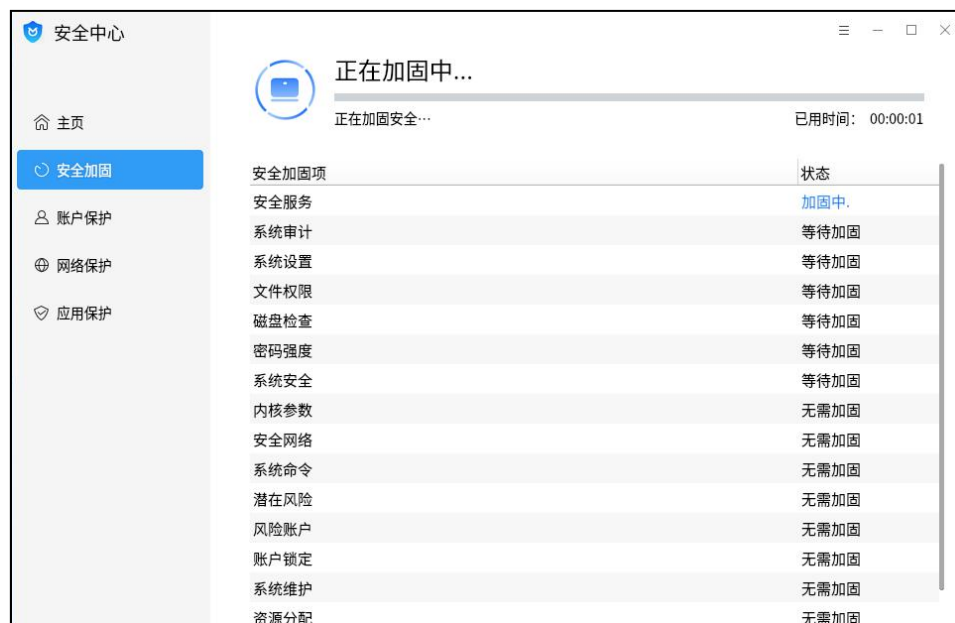 安全中心
正在加固中...
正在加固安全… 已用时间： 00:00:01
主页
安全加固
账户保护
网络保护
应用保护
安全加固项 状态
安全服务 加固中.
系统审计 等待加固
系统设置 等待加固
文件权限 等待加固
磁盘检查 等待加固
密码强度 等待加固
系统安全 等待加固
内核参数 无需加固
安全网络 无需加固
系统命令 无需加固
潜在风险 无需加固
风险账户 无需加固
账户锁定 无需加固
系统维护 无需加固
资源分配 无需加固